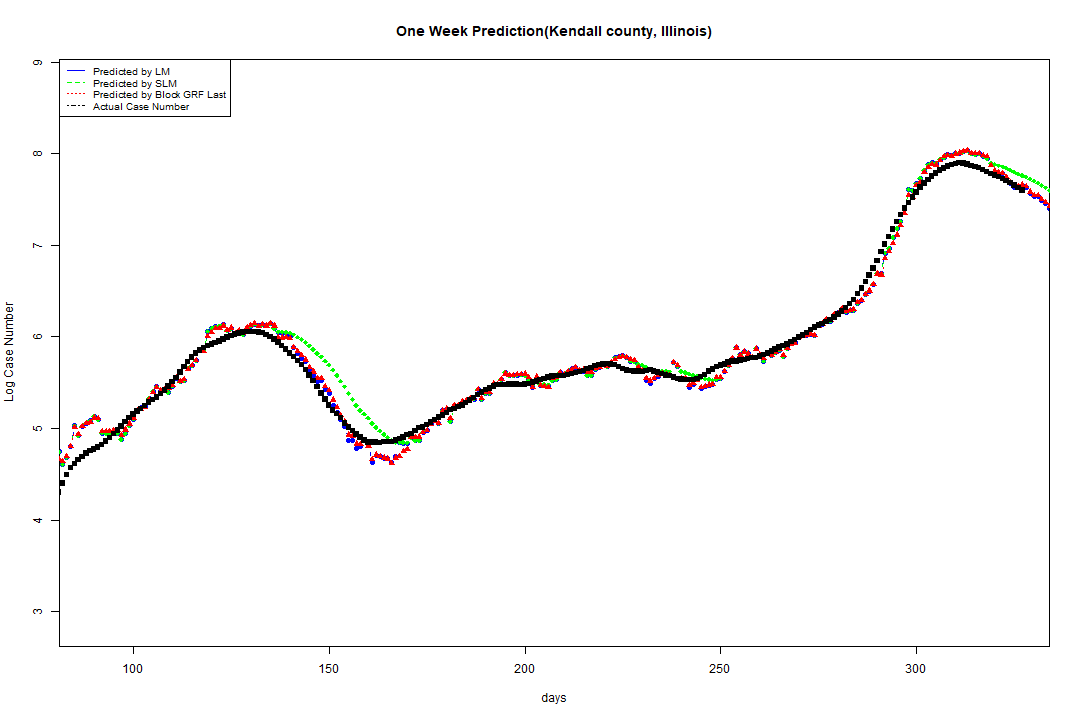 One Week Prediction(Kendall county, Illinois)
Predicted by LM
Predicted by SLM
Predicted by Block GRF Last
Actual Case Number
Log Case Number
9
8
7
6
5
4
3
100 150 200 250 300
days